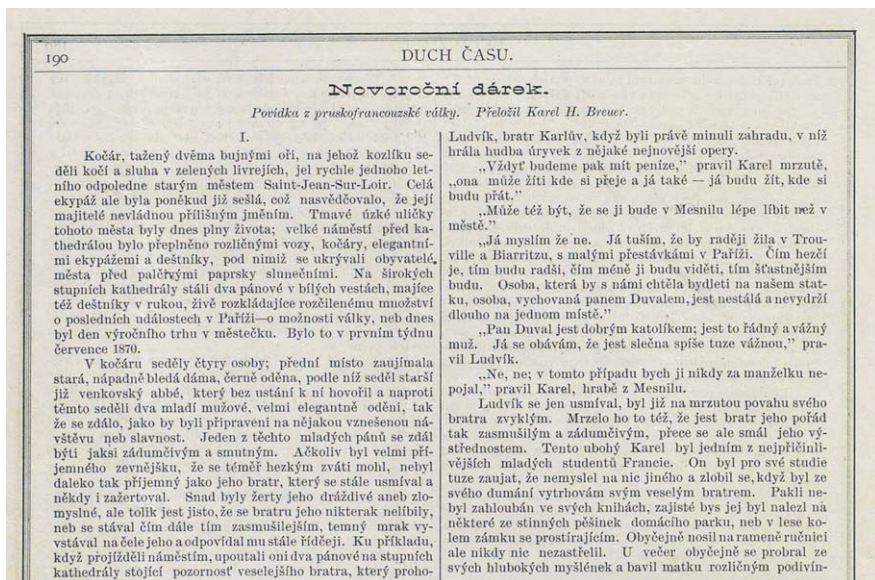 190
DUCH ČASU.
Novoroční dárek.
Povídka z pruskofrancouzské války. Přeložil Karel H. Breuer.
I.
Kočár, tažený dvěma bujnými oři, na jehož kozlíku se-
děli kočí a sluha v zelených livrejích, jel rychle jednoho let-
ního odpoledne starým městem Saint-Jean-Sur-Loir. Celá
ekypáž ale byla poněkud již sešlá, což nasvědčovalo, že její
majitelé nevládnou přílišným jměním. Tmavé úzké uličky
tohoto města byly dnes plny života; velké náměstí před ka-
thedrálou bylo přeplněno rozličnými vozy, kočáry, elegantní-
mi ekypážemi a deštníky, pod nimiž se ukrývali obyvatelé
města před palčivými paprsky slunečními. Na širokých
stupních kathedrály stáli dva pánové v bílých vestách, majíce
též deštníky v rukou, živě rozkládajíce rozčilenému množství
o posledních událostech v Paříži—o možnosti války, neb dnes
byl den výročního trhu v městečku. Bylo to v prvním týdnu
července 1870.
V kočáru seděly čtyry osoby; přední místo zaujímala
stará, nápadně bledá dáma, černě oděna, podle níž seděl starší
již venkovský abbé, který bez ustání k ní hovořil a naproti
těmto seděli dva mladí mužové, velmi elegantně oděni, tak
že se zdálo, jako by byli připraveni na nějakou vznešenou ná-
vštěvu neb slavnost. Jeden z těchto mladých pánů se zdál
býti jaksi zádumčivým a smutným. Ačkoliv byl velmi pří-
jemného zevnějšku, že se téměř hezkým zváti mohl, nebyl
daleko tak příjemný jako jeho bratr, který se stále usmíval a
někdy i zažertoval. Snad byly žerty jeho dráždivé aneb zlo-
myslné, ale tolik jest jisto, že se bratru jeho nikterak nelíbily,
neb se stával čím dále tím zasmušilejším, temný mrak vy-
vstával na čele jeho a odpovídal mu stále řídčeji. Ku příkladu,
když projížděli náměstím, upoutali oni dva pánové na stupních
kathedrály stojící pozornosť veselejšího bratra, který proho-
Ludvík, bratr Karlův, když byli právě minuli zahradu, v níž
hrála hudba úryvek z nějaké nejnovější opery.
„Vždyť budeme pak mít peníze,” pravil Karel mrzutě,
„ona může žíti kde si přeje a já také — já budu žít, kde si
budu přát.”
„Může též být, že se ji bude v Mesnilu lépe líbit než v
městě.”
„Já myslím že ne. Já tuším, že by raději žila v Trou-
ville a Biarritzu, s malými přestávkami v Paříži. Čím hezčí
je, tím budu radši, čím méně ji budu viděti, tím šťastnějším
budu. Osoba, která by s námi chtěla bydleti na našem stat-
ku, osoba, vychovaná panem Duvalem, jest nestálá a nevydrží
dlouho na jednom místě.”
„Pan Duval jest dobrým katolíkem; jest to řádný a vážný
muž. Já se obávám, že jest slečna spíše tuze vážnou,” pra-
vil Ludvík.
„Ne, ne; v tomto případu bych ji nikdy za manželku ne-
pojal,” pravil Karel, hrabě z Mesnilu.
Ludvík se jen usmíval, byl již na mrzutou povahu svého
bratra zvyklým. Mrzelo ho to též, že jest bratr jeho pořád
tak zasmušilým a zádumčivým, přece se ale smál jeho vý-
střednostem. Tento ubohý Karel byl jedním z nejpřičinli-
vějších mladých studentů Francie. On byl pro své studie
tuze zaujat, že nemyslel na nic jiného a zlobil se, když byl ze
svého dumání vytrhovám svým veselým bratrem. Pakli ne-
byl zahlouбán ve svých knihách, zajisté bys jej byl nalezl na
některé ze stinných pěšinek domácího parku, neb v lese ko-
lem zámku se prostírajícím. Obyčejně nosil na rameně ručnici
ale nikdy nic nezastřelil. U večer obyčejně se probral ze
svých hlubokých myšlének a bavil matku rozličným podivín-